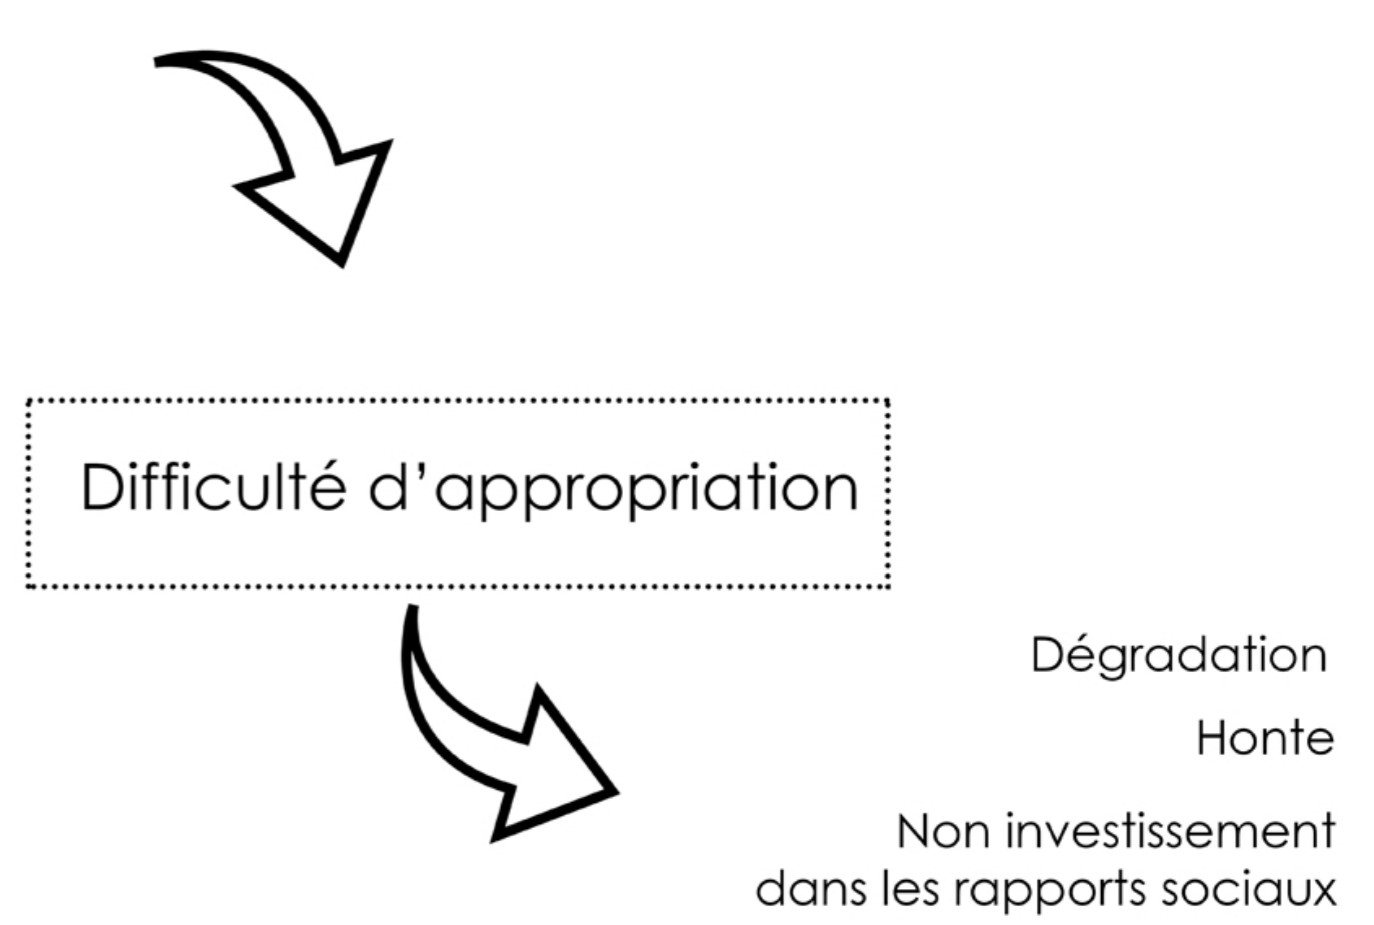 Difficulté d’appropriation
Dégradation
Honte
Non investissement
dans les rapports sociaux